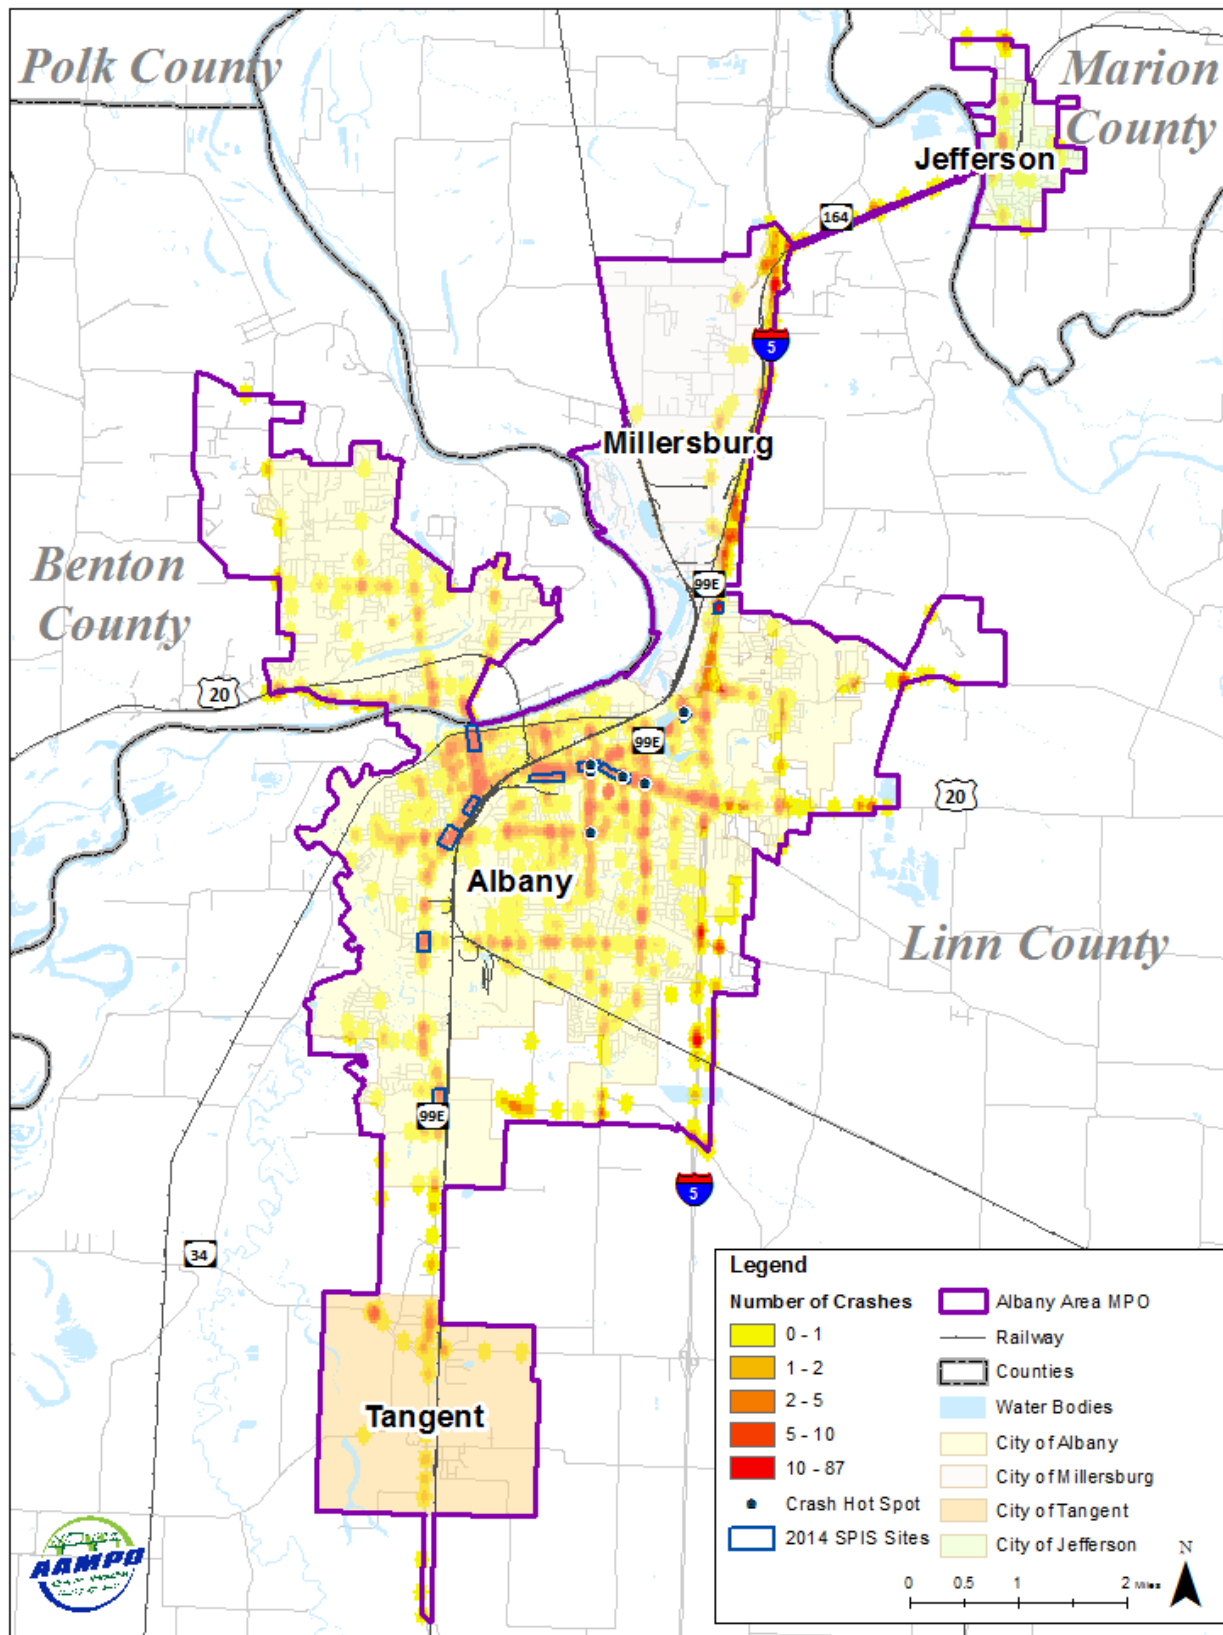 Polk County
Marion
County
Jefferson
164
5
Millersburg
Benton
County
99E
20
99E
20
Albany
Linn County
99E
5
34
Tangent
Legend
Number of Crashes
0 - 1
1 - 2
2 - 5
5 - 10
10 - 87
Crash Hot Spot
2014 SPIS Sites
Albany Area MPO
Railway
Counties
Water Bodies
City of Albany
City of Millersburg
City of Tangent
City of Jefferson
N
0 0.5 1 2 Miles
AAMPO